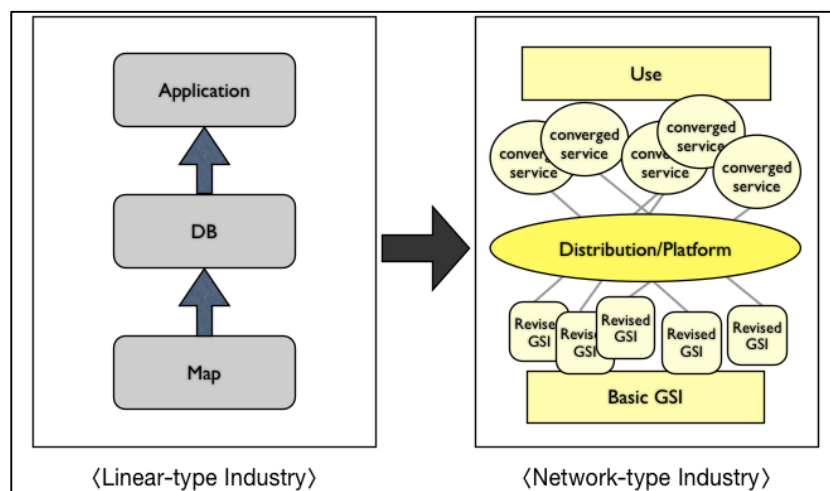 Application
DB
Map
〈Linear-type Industry〉
Use
converged
service
converged
service
converged
service
converged
service
converged
service
Distribution/Platform
Revised
GSI
Revised
GSI
Revised
GSI
Revised
GSI
Revised
GSI
Basic GSI
〈Network-type Industry〉